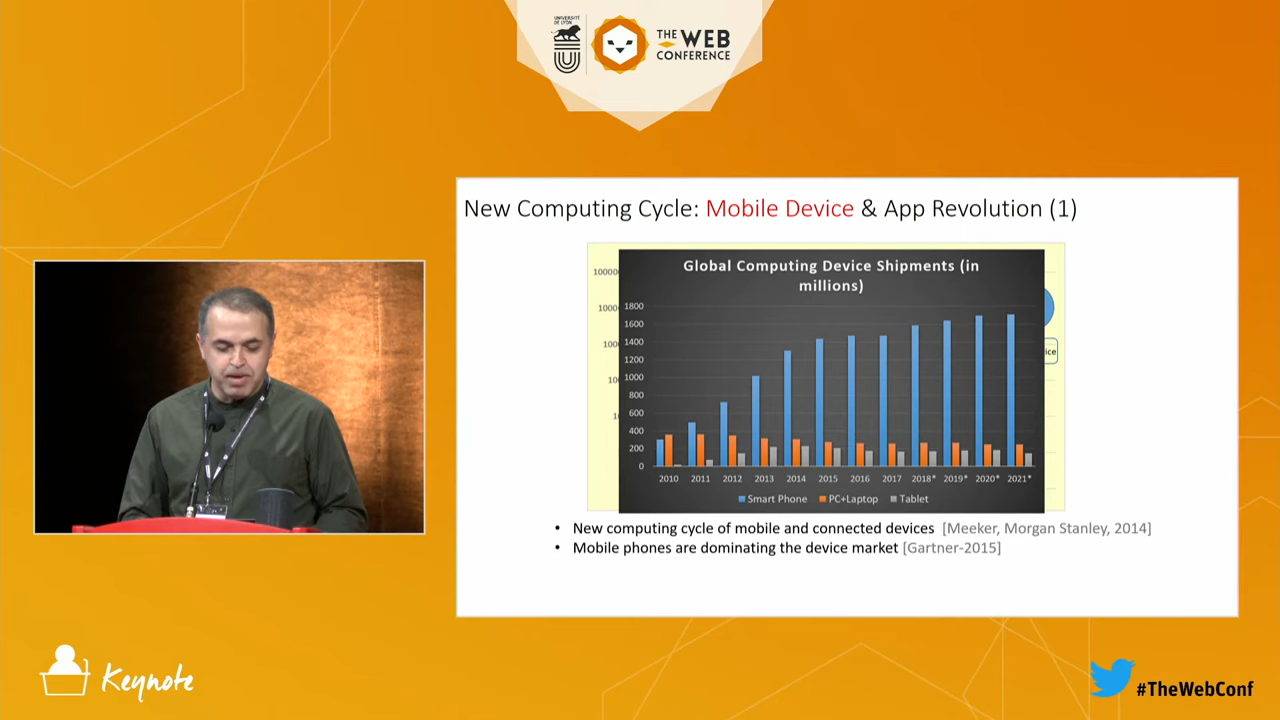 UNIVERSITÉ
DE LYON
THE WEB
CONFERENCE
New Computing Cycle: Mobile Device & App Revolution (1)
Global Computing Device Shipments (in
millions)
1800
1600
1400
1200
1000
800
600
400
200
0
2010 2011 2012 2013 2014 2015 2016 2017 2018* 2019* 2020* 2021*
Smart Phone PC+Laptop Tablet
• New computing cycle of mobile and connected devices [Meeker, Morgan Stanley, 2014]
• Mobile phones are dominating the device market [Gartner-2015]
Keynote
#TheWebConf